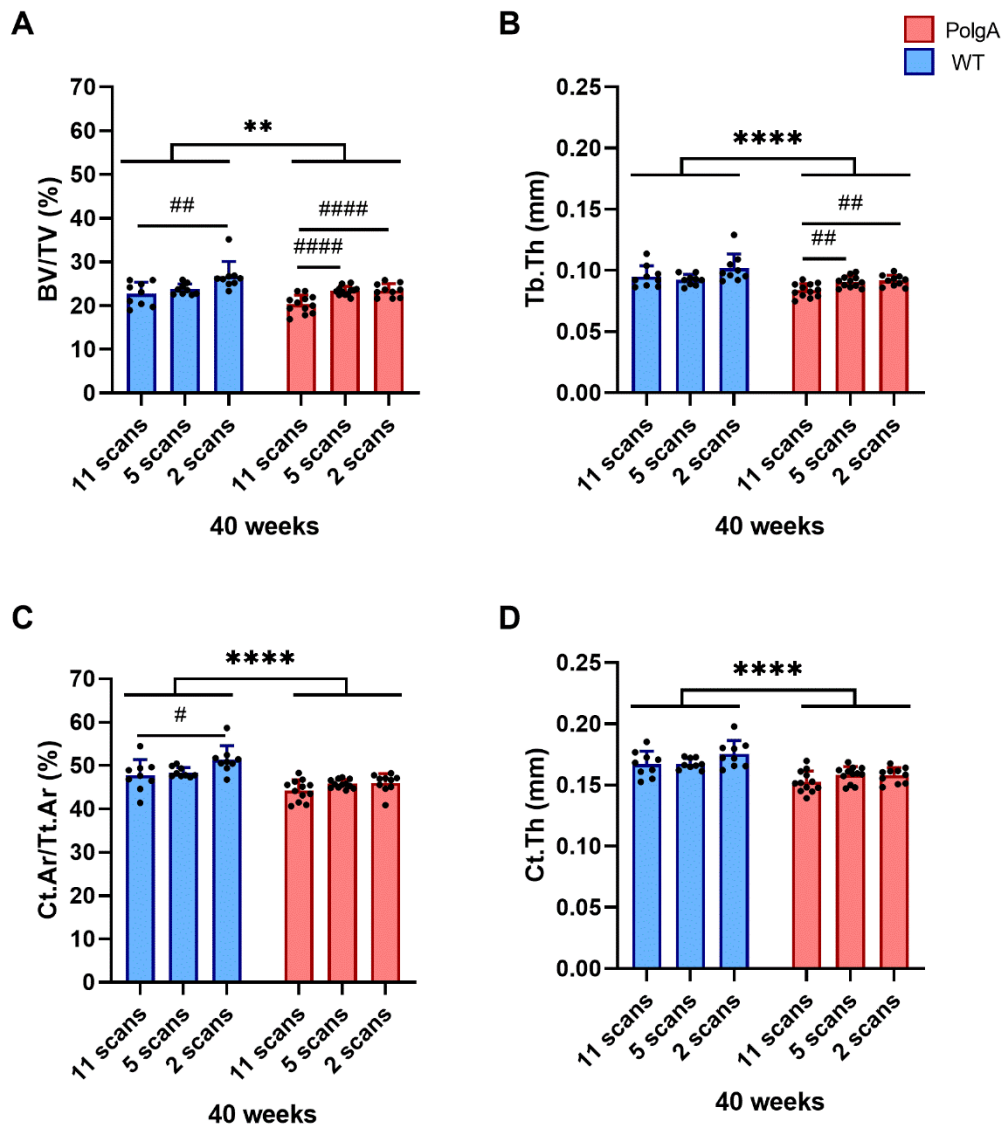 A
BV/TV (%)
70
60
50
40
30
20
10
0
**
##
####
####
11 scans
5 scans
2 scans
11 scans
5 scans
2 scans
40 weeks
B
PolgA
WT
Tb.Th (mm)
0.25
0.20
0.15
0.10
0.05
0.00
****
##
##
11 scans
5 scans
2 scans
11 scans
5 scans
2 scans
40 weeks
C
Ct.Ar/Tt.Ar (%)
70
60
50
40
30
20
10
0
****
#
11 scans
5 scans
2 scans
11 scans
5 scans
2 scans
40 weeks
D
Ct.Th (mm)
0.25
0.20
0.15
0.10
0.05
0.00
****
11 scans
5 scans
2 scans
11 scans
5 scans
2 scans
40 weeks